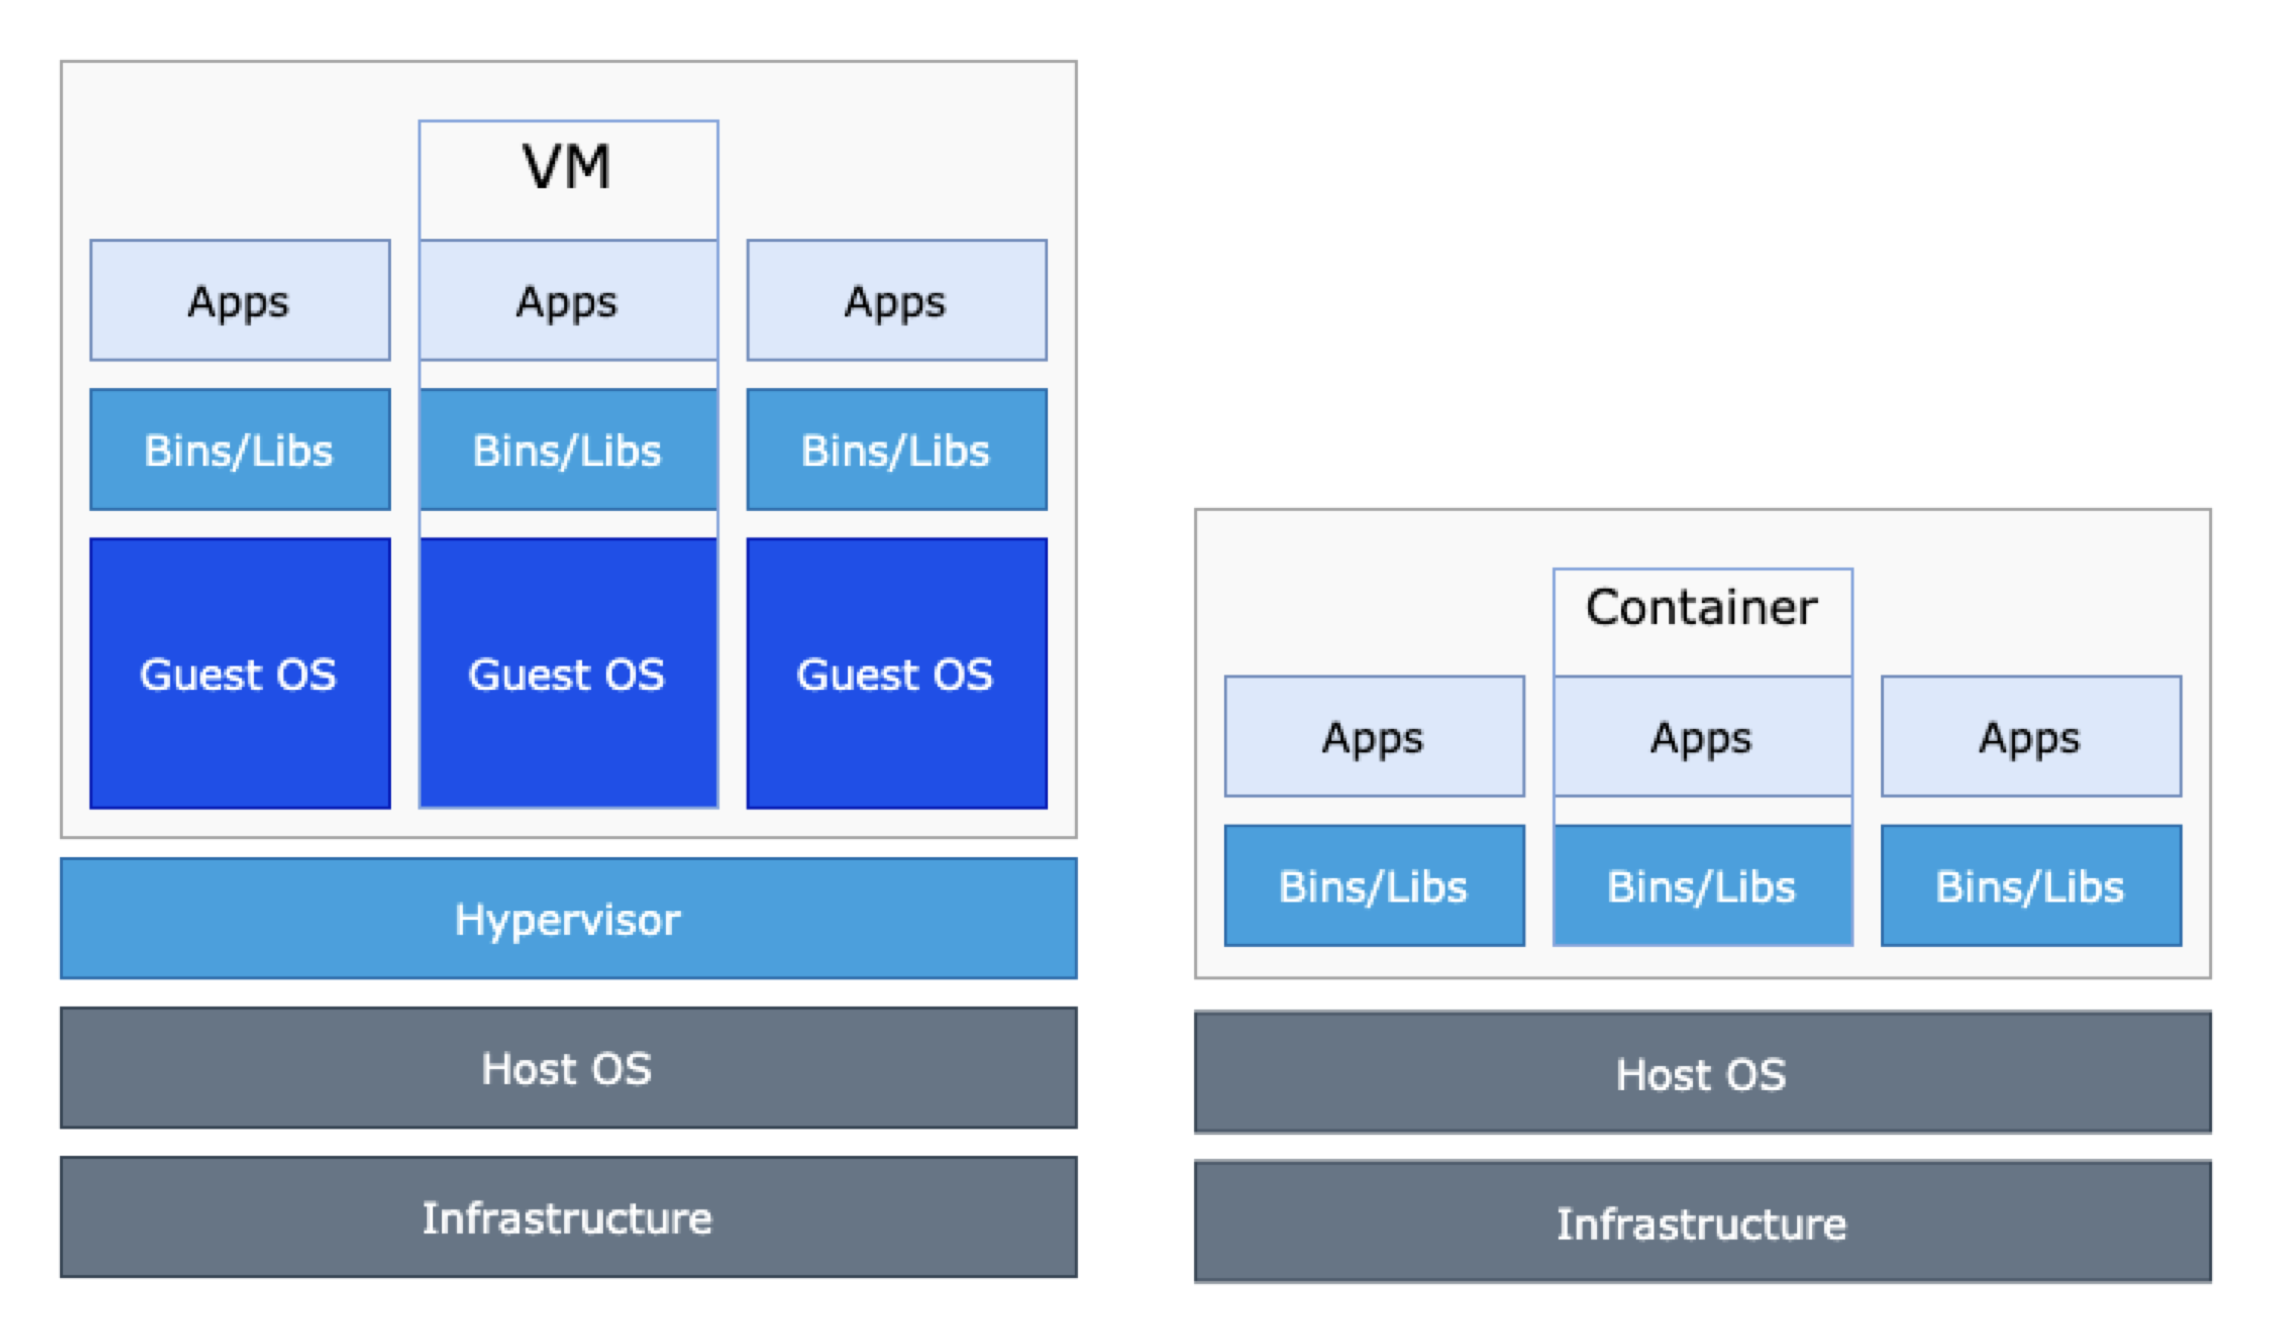 VM
Apps Apps Apps
Bins/Libs Bins/Libs Bins/Libs
Guest OS Guest OS Guest OS
Hypervisor
Host OS
Infrastructure
Container
Apps Apps Apps
Bins/Libs Bins/Libs Bins/Libs
Host OS
Infrastructure